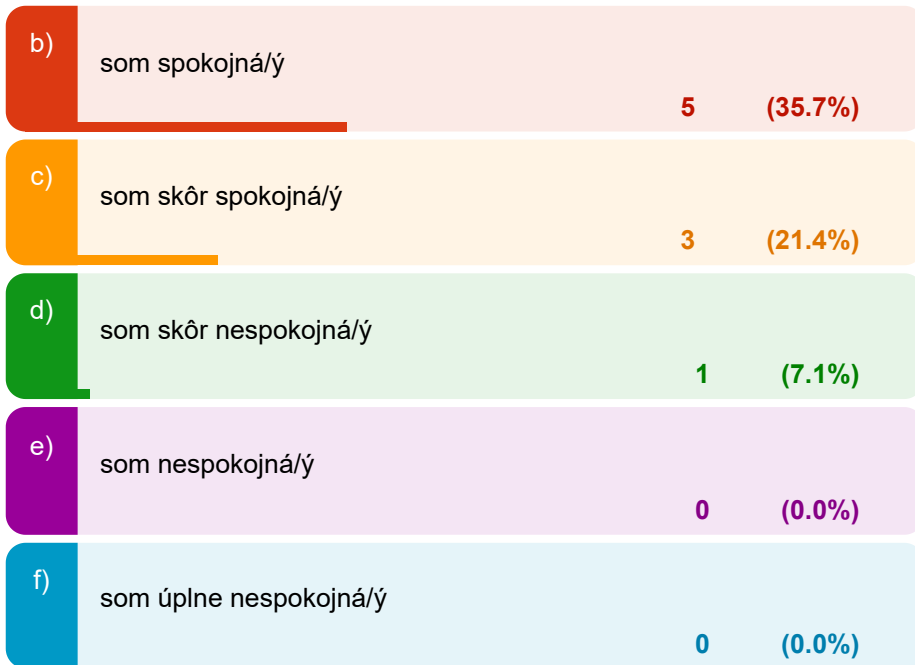 b)
som spokojná/ý
5 (35.7%)
c)
som skôr spokojná/ý
3 (21.4%)
d)
som skôr nespokojná/ý
1 (7.1%)
e)
som nespokojná/ý
0 (0.0%)
f)
som úplne nespokojná/ý
0 (0.0%)